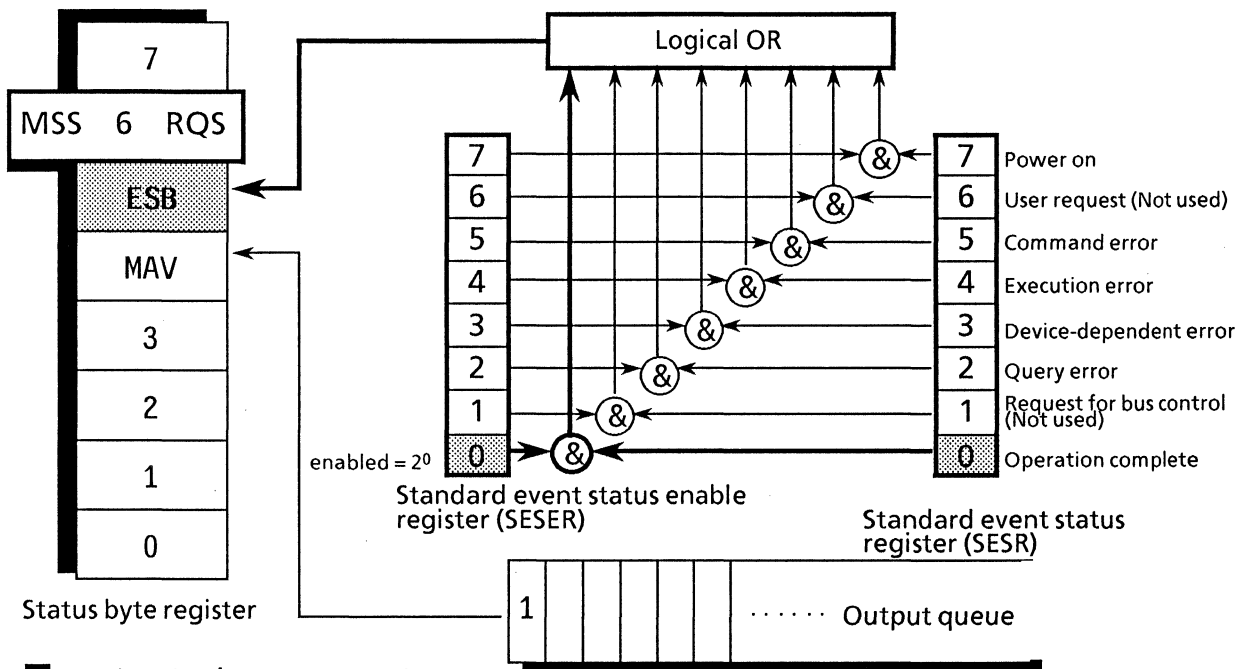 Logical OR
7
MSS 6 RQS
ESB
MAV
3
2
1
0
Status byte register
7
6
5
4
3
2
1
0
enabled = 2⁰
Standard event status enable
register (SESER)
&
&
&
&
&
&
&
&
7 Power on
6 User request (Not used)
5 Command error
4 Execution error
3 Device-dependent error
2 Query error
1 Request for bus control
(Not used)
0 Operation complete
Standard event status
register (SESR)
1 ...... Output queue